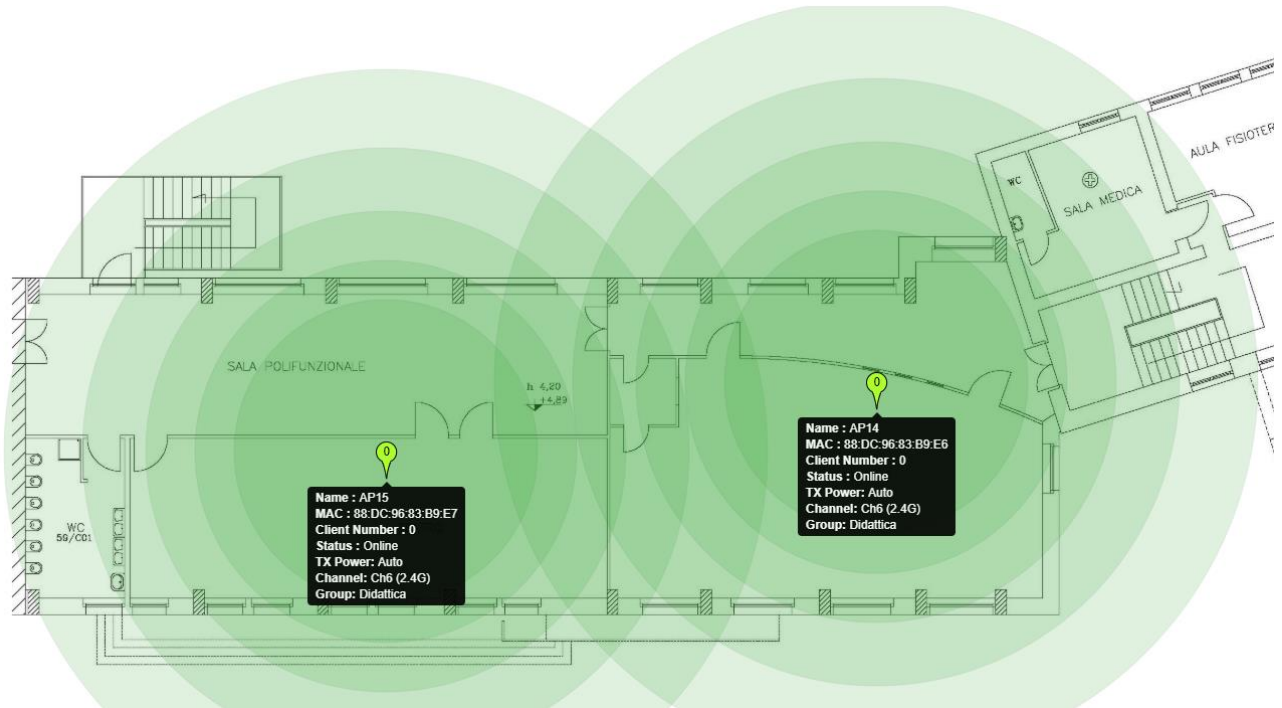 AULA FISIOTER
WC
SALA MEDICA
SALA POLIFUNZIONALE
h 4,20
+4,89
0
Name : AP14
MAC : 88:DC:96:83:B9:E6
Client Number : 0
Status : Online
TX Power: Auto
Channel: Ch6 (2.4G)
Group: Didattica
0
Name : AP15
MAC : 88:DC:96:83:B9:E7
Client Number : 0
Status : Online
TX Power: Auto
Channel: Ch6 (2.4G)
Group: Didattica
WC